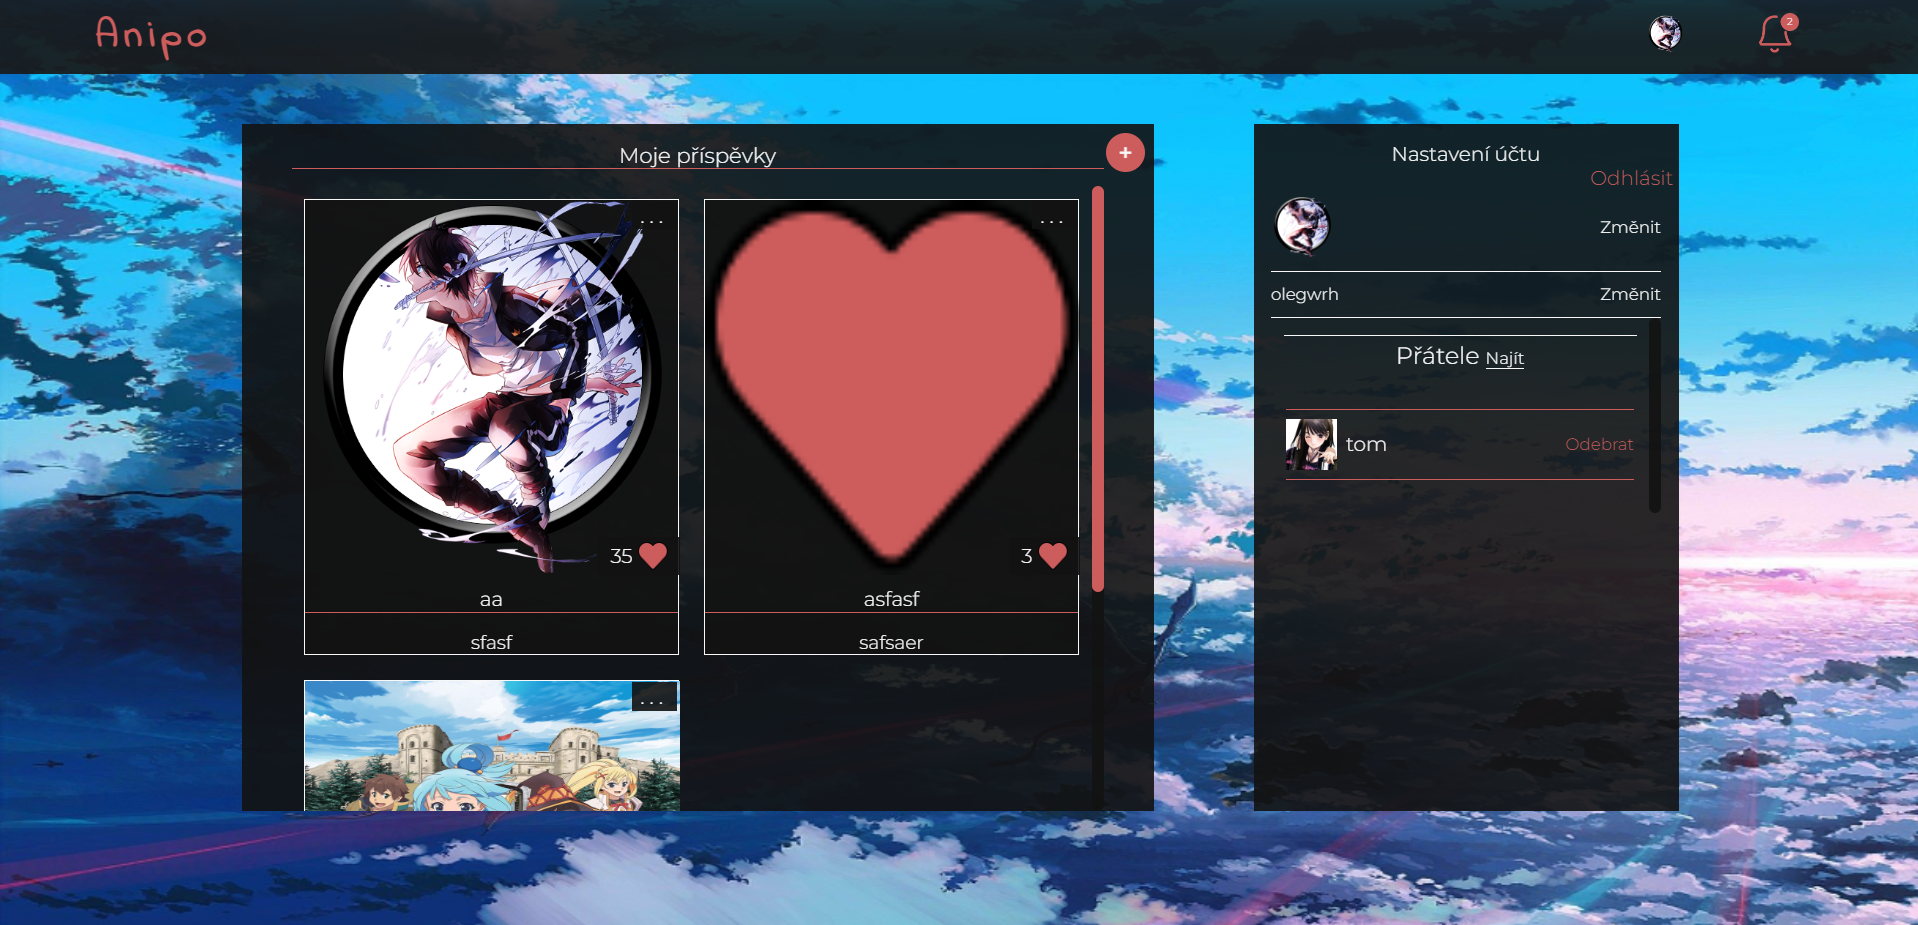 Anipo
2
Moje příspěvky
+
...
35
aa
sfasf
...
3
asfasf
safsaer
...
Nastavení účtu
Odhlásit
Změnit
olegwrh Změnit
Přátele Najít
tom Odebrat